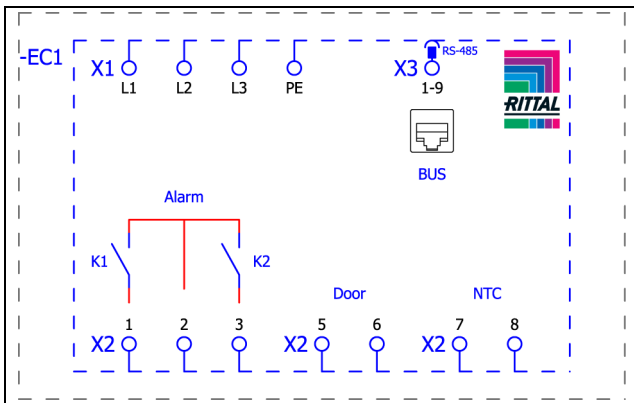 -EC1
X1
L1 L2 L3 PE
X3
RS-485
1-9
RITTAL
BUS
Alarm
K1 K2
Door NTC
X2 1 2 3 X2 5 6 X2 7 8